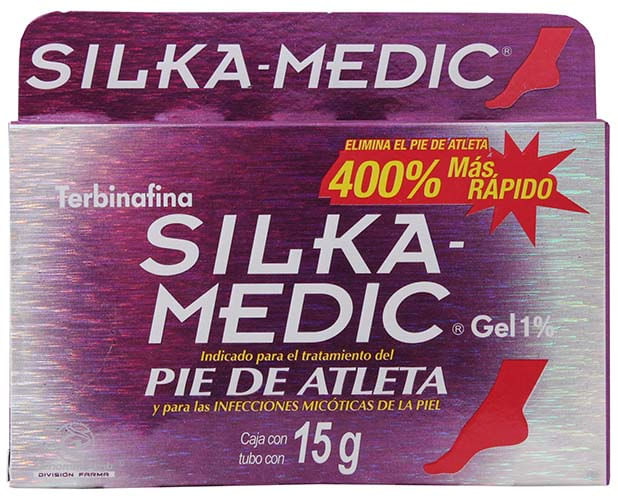 SILKA-MEDIC®
ELIMINA EL PIE DE ATLETA
400% Más RÁPIDO
Terbinafina
SILKA-
MEDIC® Gel 1%
Indicado para el tratamiento del
PIE DE ATLETA
y para las INFECCIONES MICÓTICAS DE LA PIEL
Caja con
tubo con 15 g
DIVISIÓN FARMA